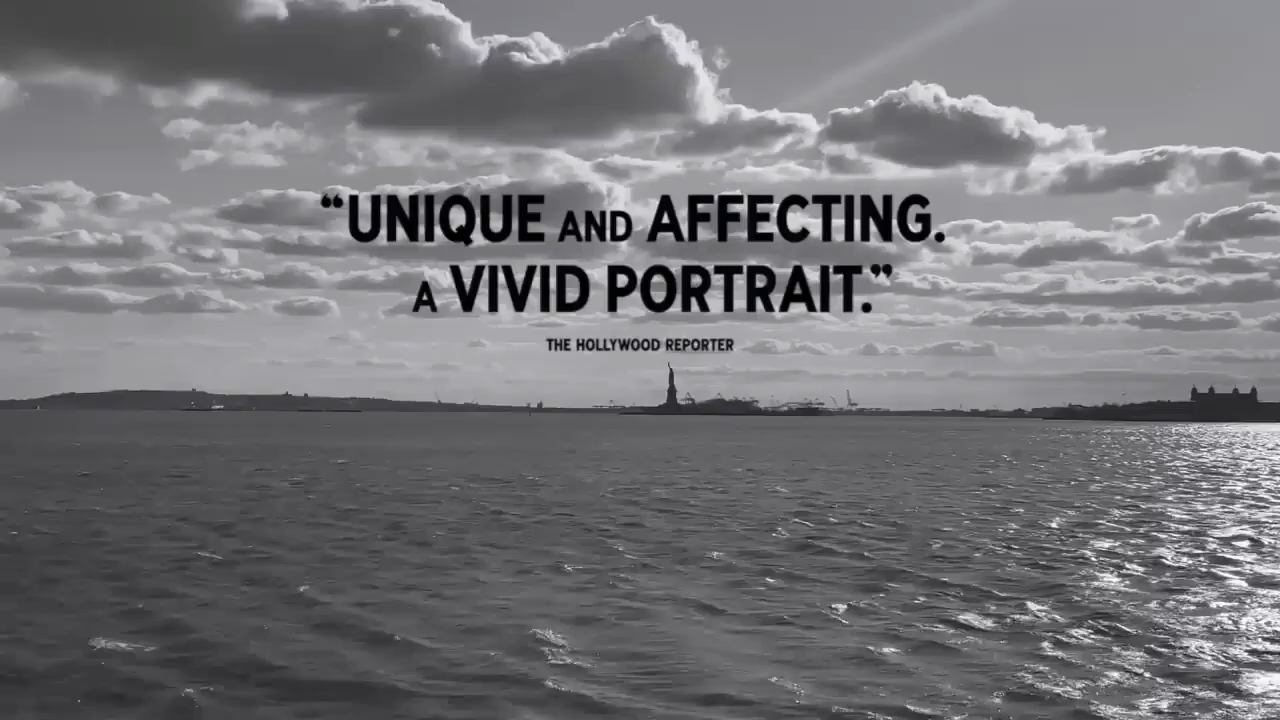 “UNIQUE AND AFFECTING.
A VIVID PORTRAIT.”
THE HOLLYWOOD REPORTER